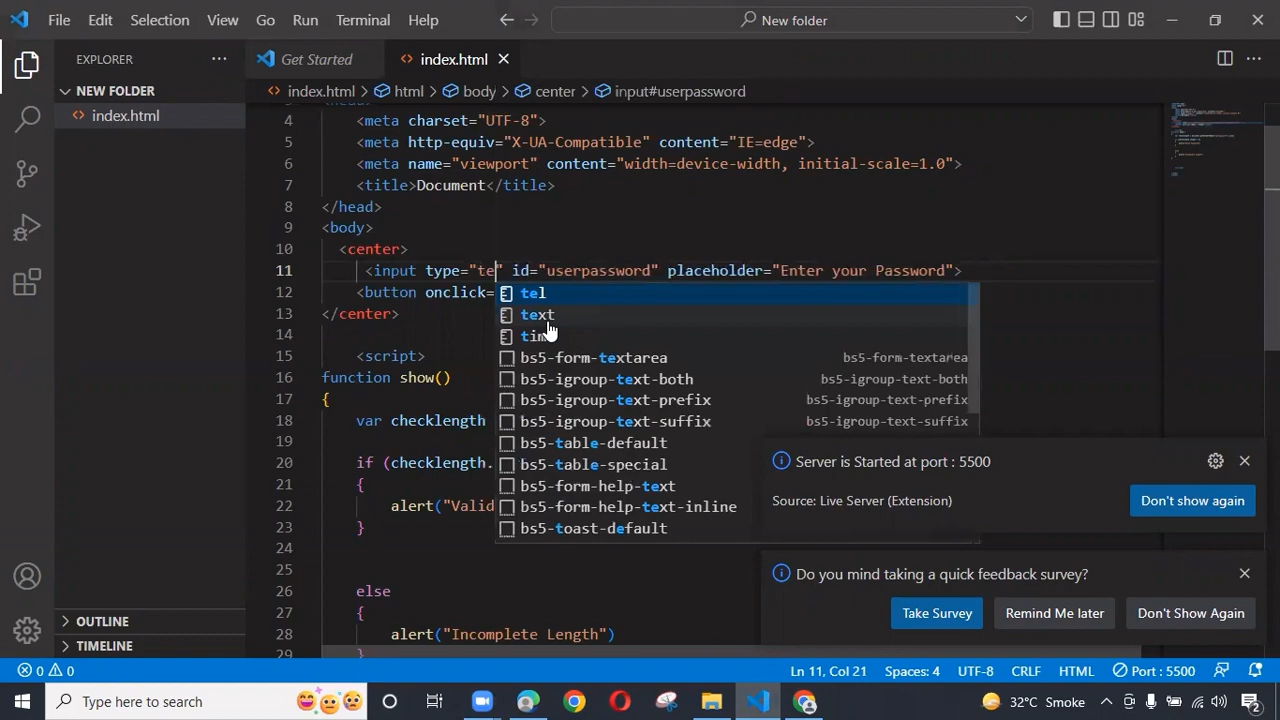 File Edit Selection View Go Run Terminal Help New folder
EXPLORER
Get Started
index.html
NEW FOLDER
index.html
index.html > html > body > center > input#userpassword
4 <meta charset="UTF-8">
5 <meta http-equiv="X-UA-Compatible" content="IE=edge">
6 <meta name="viewport" content="width=device-width, initial-scale=1.0">
7 <title>Document</title>
8 </head>
9 <body>
10 <center>
11 <input type="te" id="userpassword" placeholder="Enter your Password">
12 <button onclick=
13 </center>
14
15 <script>
16 function show()
17 {
18 var checklength
19
20 if (checklength.
21 {
22 alert("Valid
23 }
24
25
26 else
27 {
28 alert("Incomplete Length")
29 }
tel
text
bs5-form-textarea bs5-form-textarea
bs5-igroup-text-both bs5-igroup-text-both
bs5-igroup-text-prefix bs5-igroup-text-prefix
bs5-igroup-text-suffix bs5-igroup-text-suffix
bs5-table-default
bs5-table-special
bs5-form-help-text
bs5-form-help-text-inline
bs5-toast-default
Server is Started at port : 5500
Source: Live Server (Extension)
Don't show again
Do you mind taking a quick feedback survey?
Take Survey
Remind Me later
Don't Show Again
OUTLINE
TIMELINE
0 0
Ln 11, Col 21 Spaces: 4 UTF-8 CRLF HTML Port : 5500
Type here to search
32°C Smoke
2